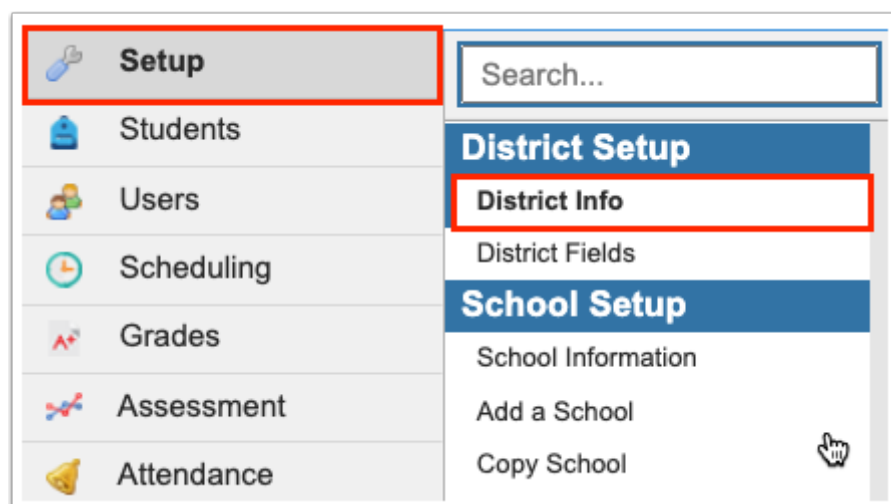 Setup
Students
Users
Scheduling
A+ Grades
Assessment
Attendance
Search...
District Setup
District Info
District Fields
School Setup
School Information
Add a School
Copy School